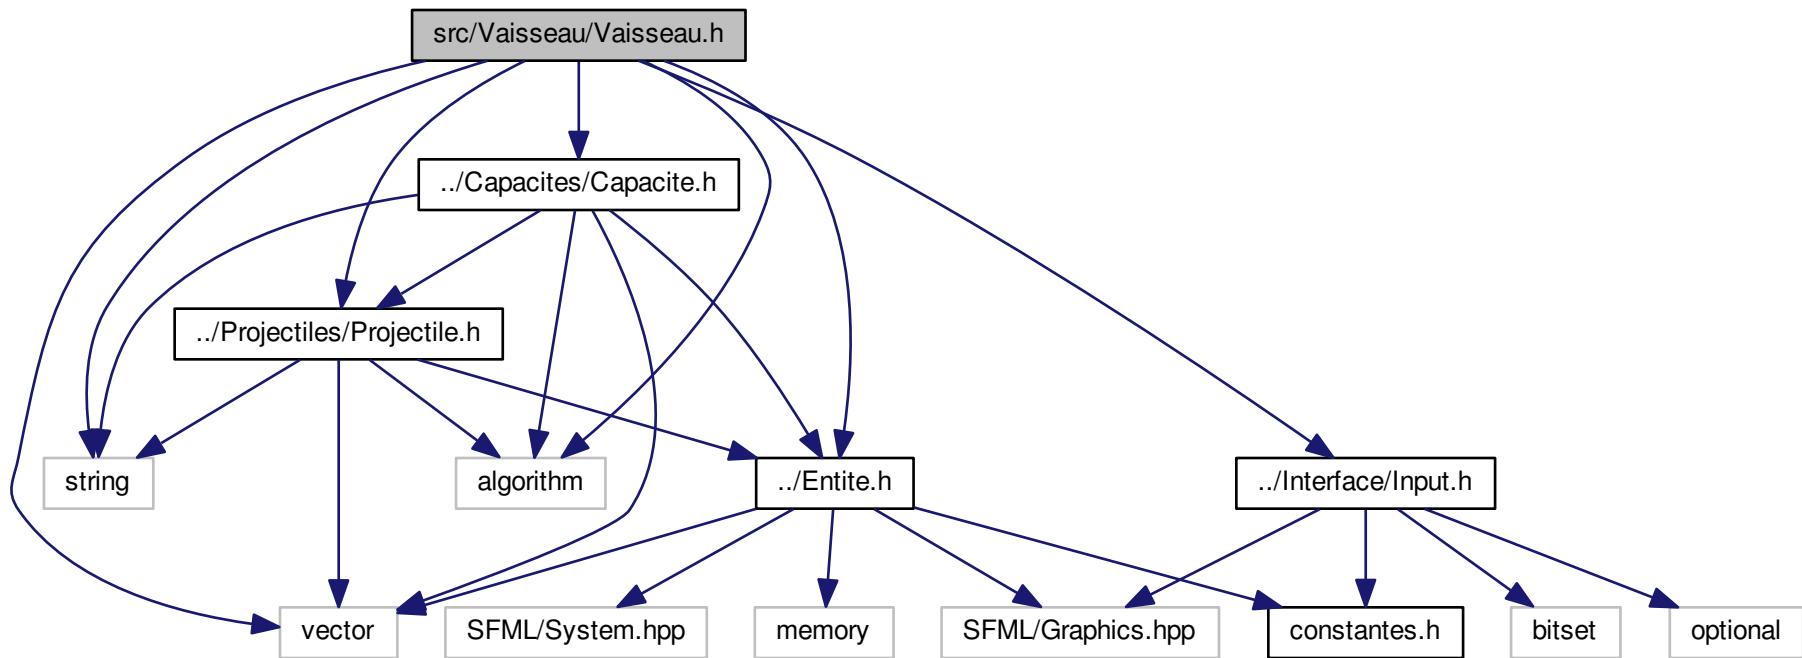 src/Vaisseau/Vaisseau.h
../Capacites/Capacite.h
../Projectiles/Projectile.h
string
algorithm
../Entite.h
../Interface/Input.h
vector
SFML/System.hpp
memory
SFML/Graphics.hpp
constantes.h
bitset
optional